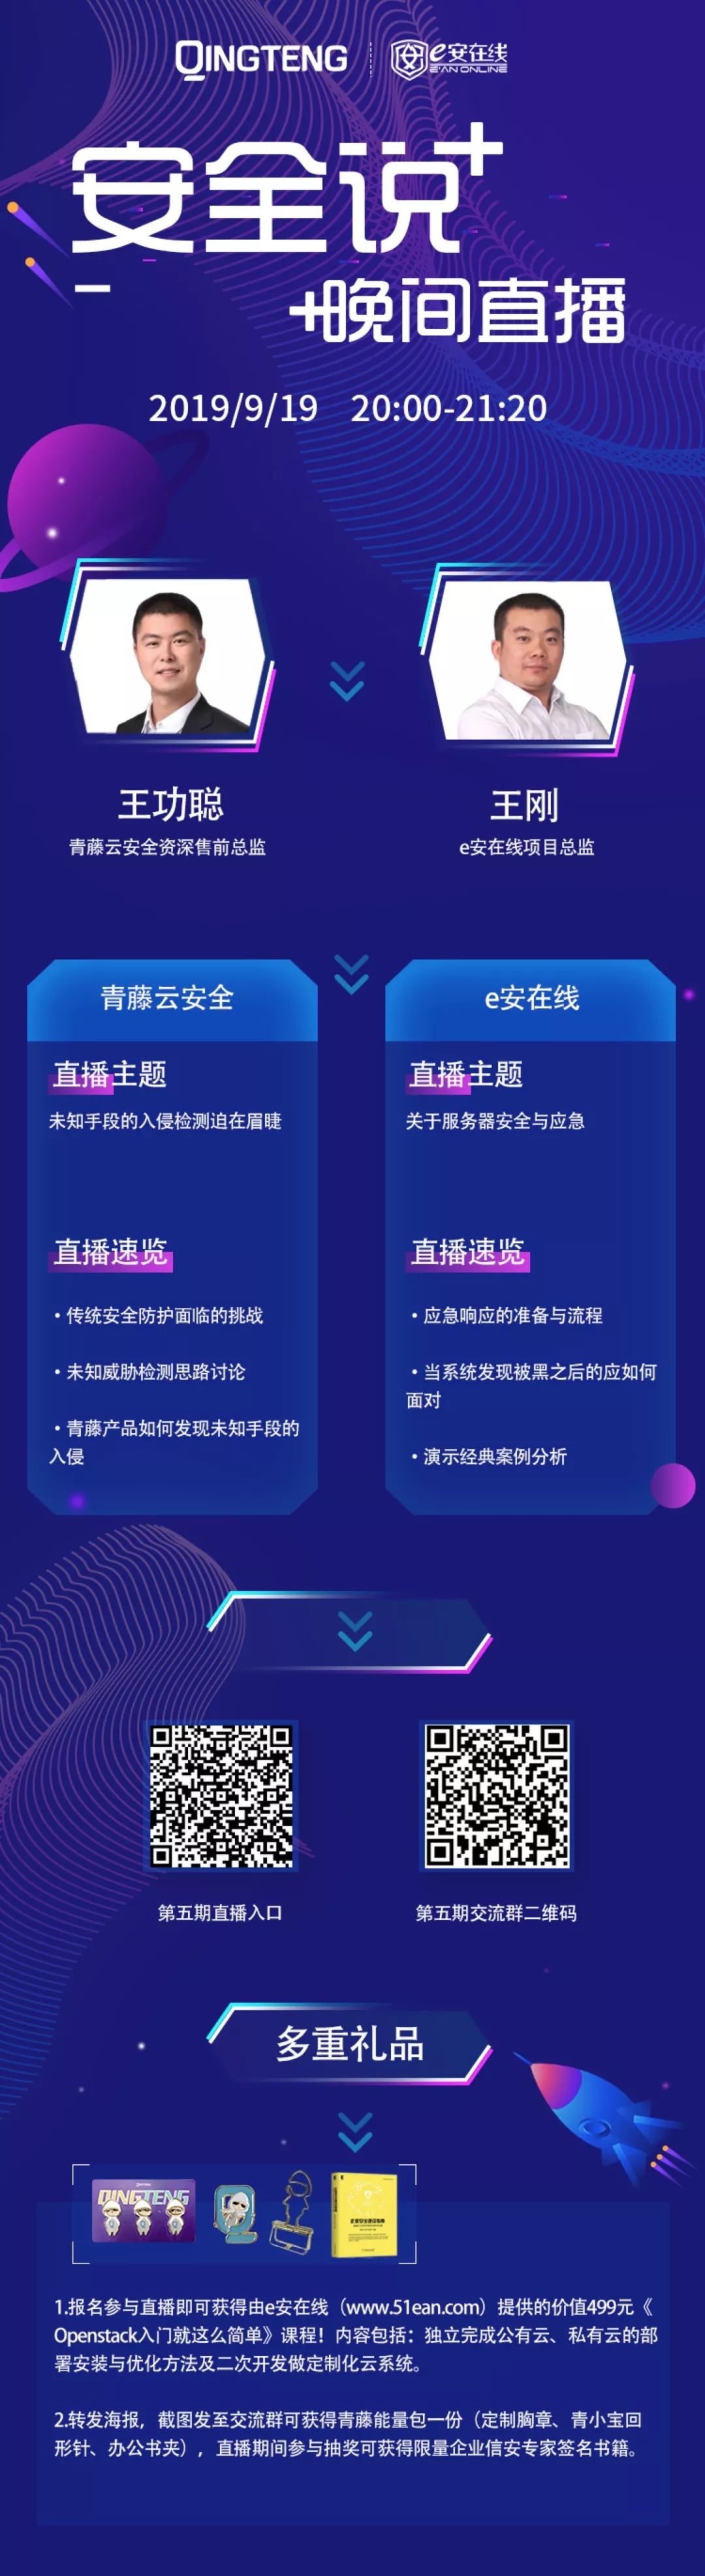 QINGTENG
e安在线
E·AN ONLINE
安全说
晚间直播
2019/9/19 20:00-21:20
王功聪
青藤云安全资深售前总监
王刚
e安在线项目总监
青藤云安全
直播主题
未知手段的入侵检测迫在眉睫
直播速览
·传统安全防护面临的挑战
·未知威胁检测思路讨论
·青藤产品如何发现未知手段的
入侵
e安在线
直播主题
关于服务器安全与应急
直播速览
·应急响应的准备与流程
·当系统发现被黑之后的应如何
面对
·演示经典案例分析
第五期直播入口
第五期交流群二维码
多重礼品
QINGTENG
1.报名参与直播即可获得由e安在线（www.51ean.com）提供的价值499元《
Openstack入门就这么简单》课程！内容包括：独立完成公有云、私有云的部
署安装与优化方法及二次开发做定制化云系统。
2.转发海报，截图发至交流群可获得青藤能量包一份（定制胸章、青小宝回
形针、办公书夹），直播期间参与抽奖可获得限量企业信安专家签名书籍。